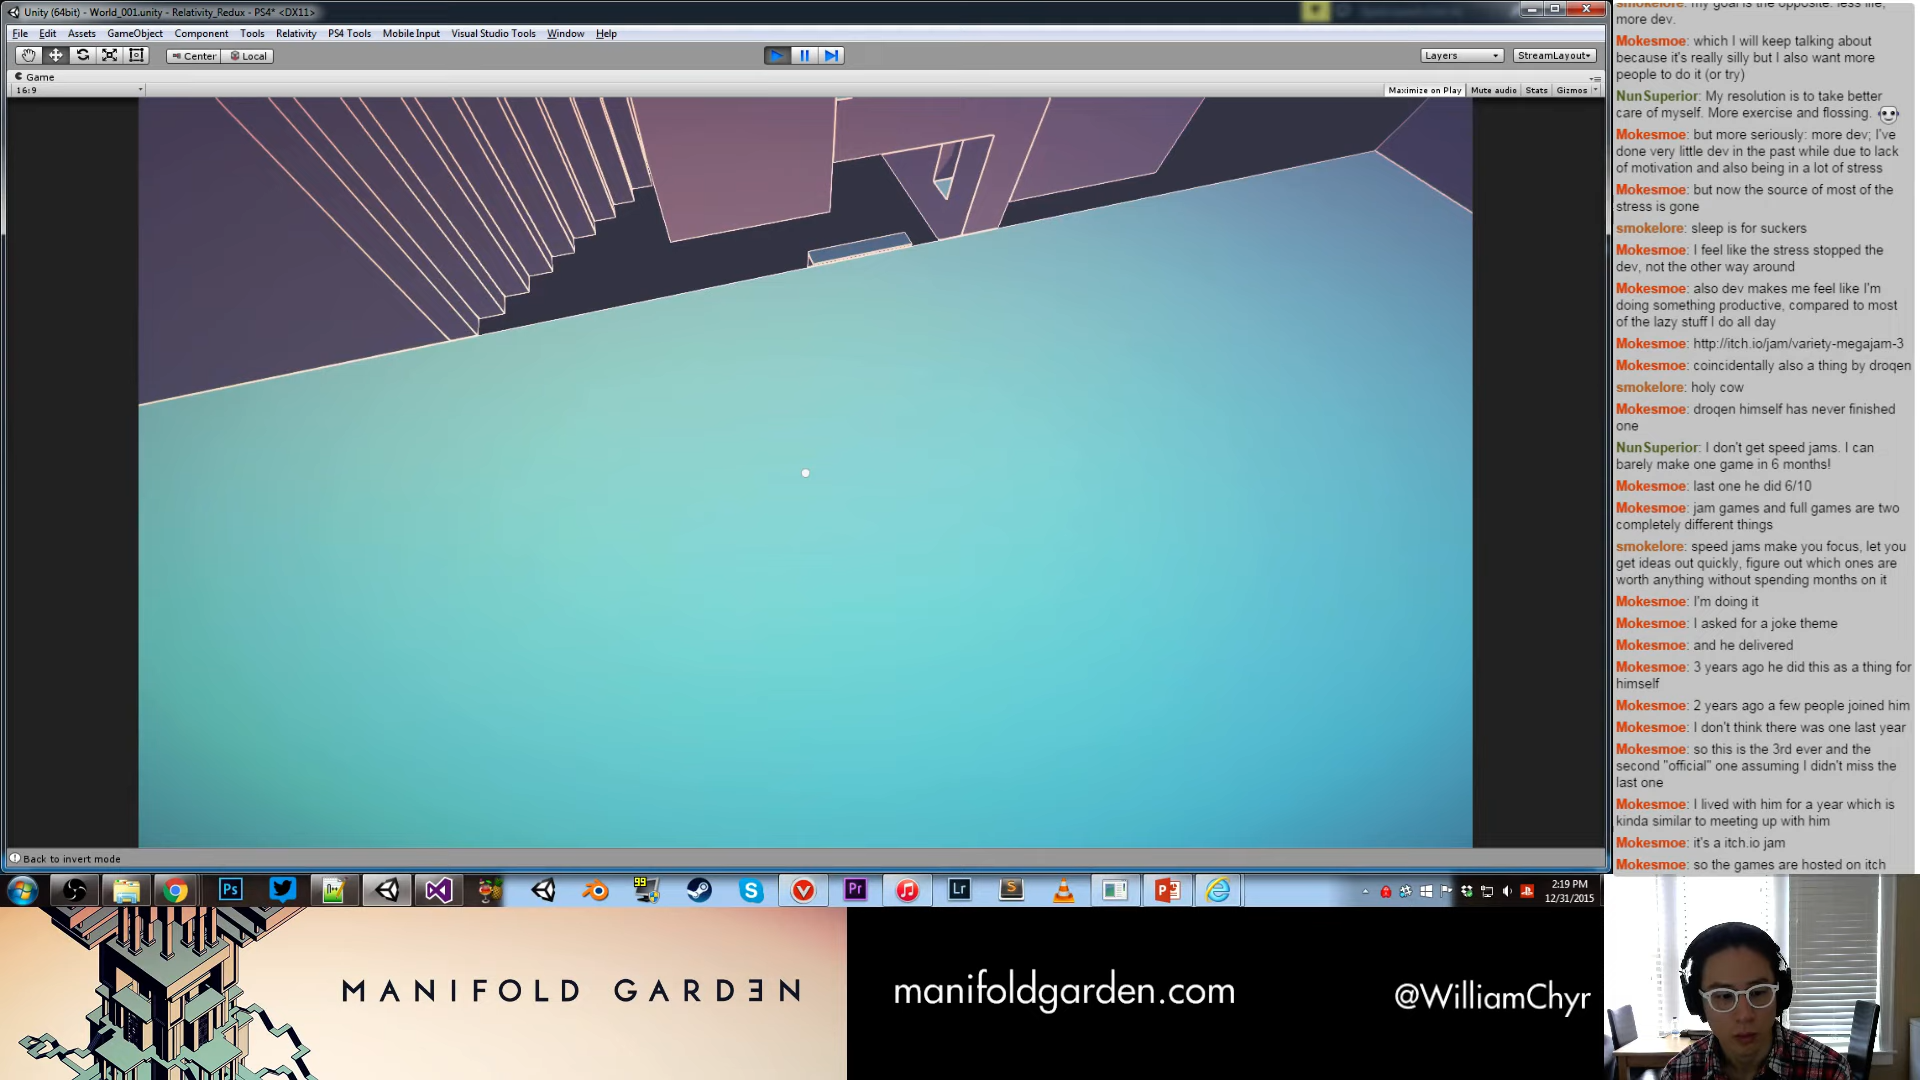 Unity (64bit) - World_001.unity - Relativity_Redux - PS4* <DX11>
File Edit Assets GameObject Component Tools Relativity PS4 Tools Mobile Input Visual Studio Tools Window Help
Center Local
Layers
StreamLayout
Game
16:9
Maximize on Play Mute audio Stats Gizmos
Back to invert mode
smokelore: my goal is the opposite. less life,
more dev.
Mokesmoe: which I will keep talking about
because it's really silly but I also want more
people to do it (or try)
NunSuperior: My resolution is to take better
care of myself. More exercise and flossing.
Mokesmoe: but more seriously: more dev; I've
done very little dev in the past while due to lack
of motivation and also being in a lot of stress
Mokesmoe: but now the source of most of the
stress is gone
smokelore: sleep is for suckers
Mokesmoe: I feel like the stress stopped the
dev, not the other way around
Mokesmoe: also dev makes me feel like I'm
doing something productive, compared to most
of the lazy stuff I do all day
Mokesmoe: http://itch.io/jam/variety-megajam-3
Mokesmoe: coincidentally also a thing by droqen
smokelore: holy cow
Mokesmoe: droqen himself has never finished
one
NunSuperior: I don't get speed jams. I can
barely make one game in 6 months!
Mokesmoe: last one he did 6/10
Mokesmoe: jam games and full games are two
completely different things
smokelore: speed jams make you focus, let you
get ideas out quickly, figure out which ones are
worth anything without spending months on it
Mokesmoe: I'm doing it
Mokesmoe: I asked for a joke theme
Mokesmoe: and he delivered
Mokesmoe: 3 years ago he did this as a thing for
himself
Mokesmoe: 2 years ago a few people joined him
Mokesmoe: I don't think there was one last year
Mokesmoe: so this is the 3rd ever and the
second "official" one assuming I didn't miss the
last one
Mokesmoe: I lived with him for a year which is
kinda similar to meeting up with him
Mokesmoe: it's a itch.io jam
Mokesmoe: so the games are hosted on itch
Ps
99
Pr
Lr
2:19 PM
12/31/2015
MANIFOLD GARDƎN
manifoldgarden.com
@WilliamChyr